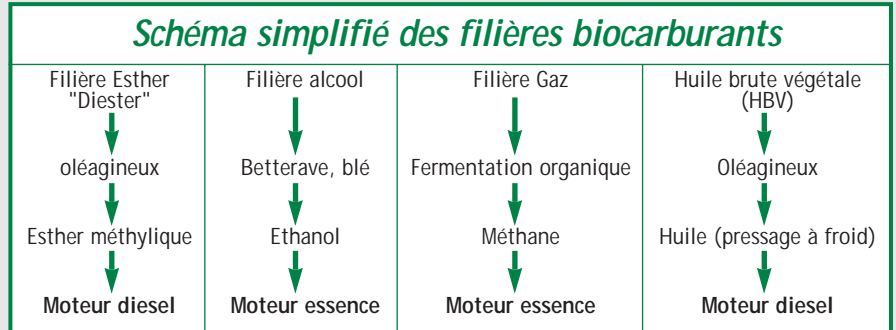 Schéma simplifié des filières biocarburants
Filière Esther
"Diester"
oléagineux
Esther méthylique
Moteur diesel
Filière alcool
Betterave, blé
Ethanol
Moteur essence
Filière Gaz
Fermentation organique
Méthane
Moteur essence
Huile brute végétale
(HBV)
Oléagineux
Huile (pressage à froid)
Moteur diesel